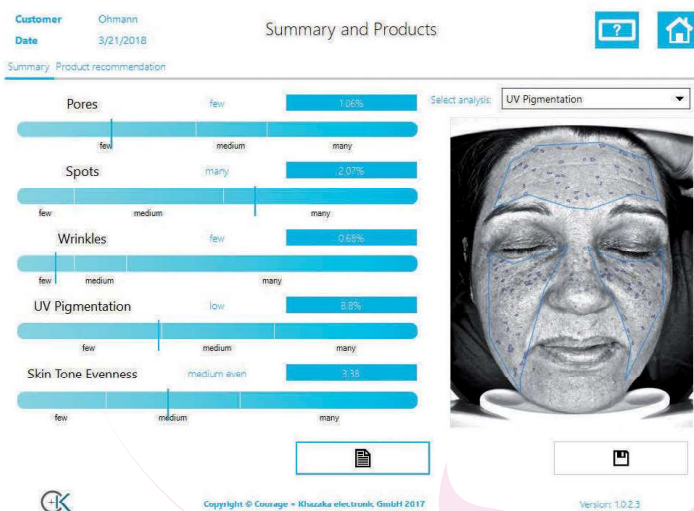 Customer Ohmann
Summary and Products
Date 3/21/2018
Summary Product recommendation
Select analysis: UV Pigmentation
Pores few 1.06%
few medium many
Spots many 2.07%
few medium many
Wrinkles few 0.68%
few medium many
UV Pigmentation low 8.8%
few medium many
Skin Tone Evenness medium even 3.38
few medium many
C+K
Copyright © Courage + Khazaka electronic GmbH 2017
Version: 1.0.2.3